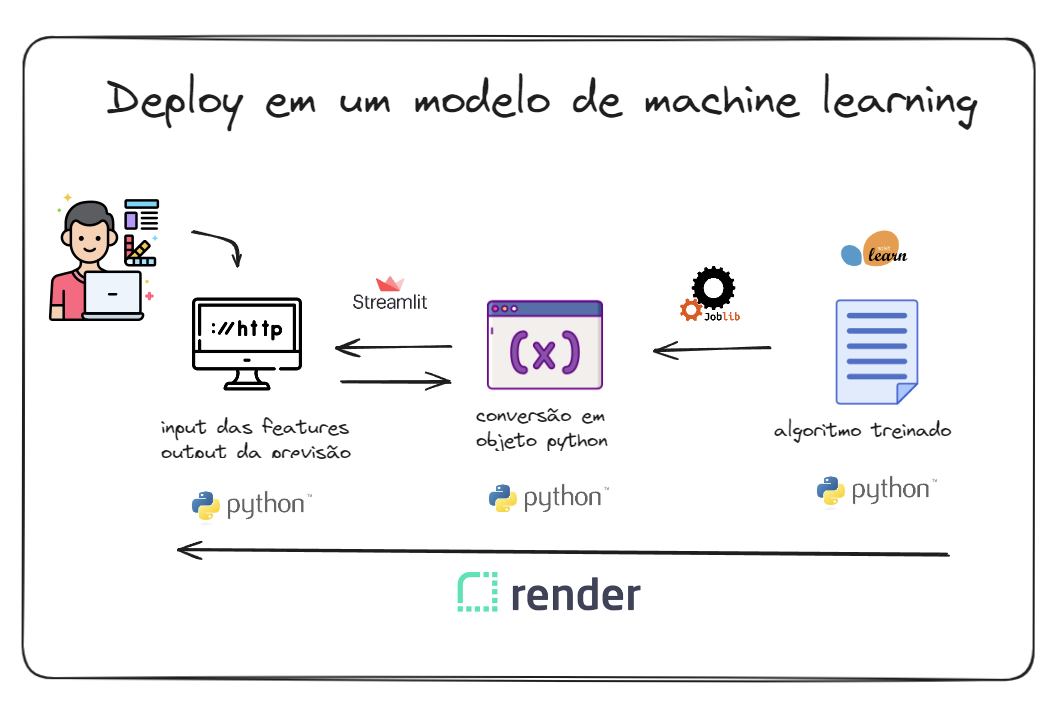 Deploy em um modelo de machine learning
scikit
learn
Streamlit
Joblib
://http
(x)
conversão em
objeto python
input das features
output da previsão
algoritmo treinado
python™
python™
python™
render